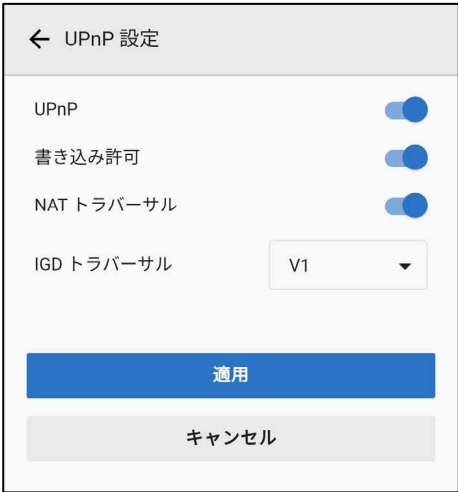 UPnP 設定
UPnP
書き込み許可
NAT トラバーサル
IGD トラバーサル V1
適用
キャンセル